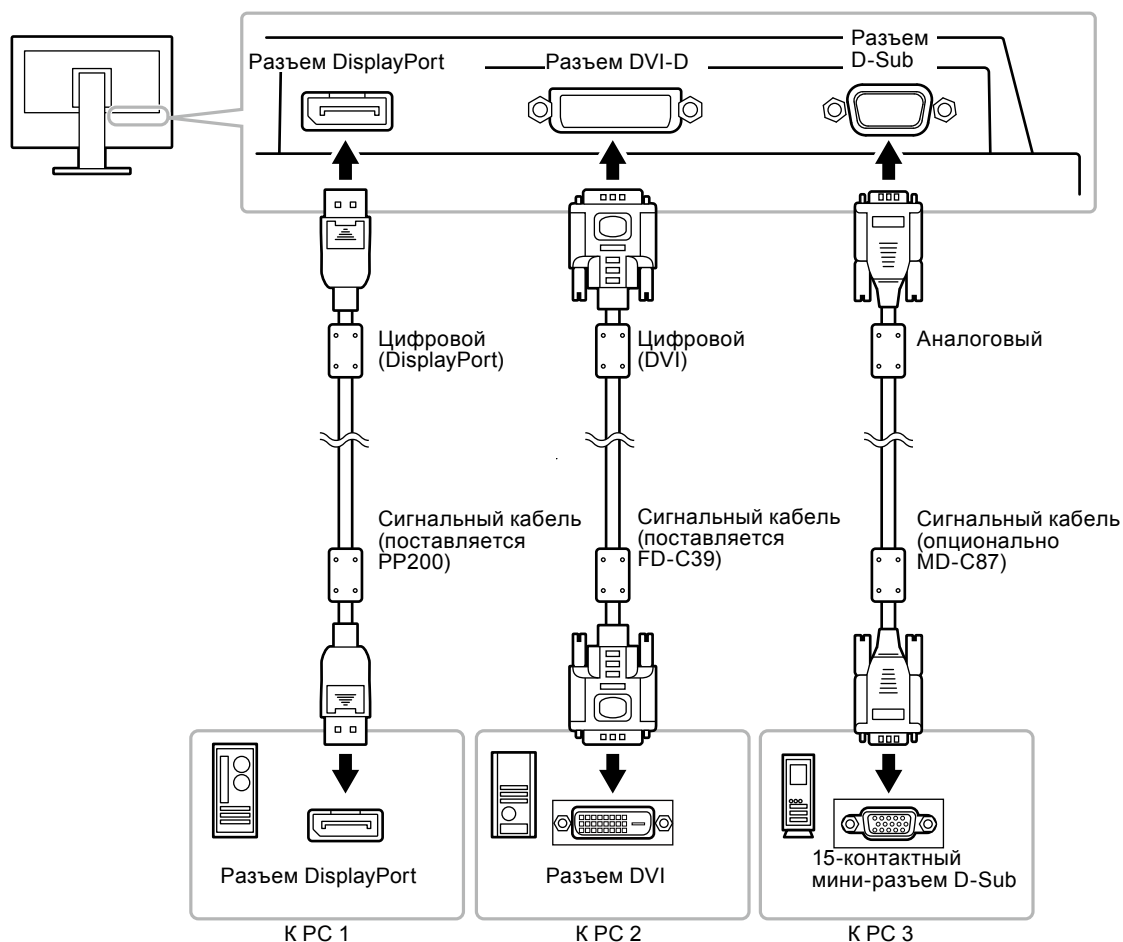 Разъем DisplayPort
Разъем DVI-D
Разъем
D-Sub
Цифровой
(DisplayPort)
Цифровой
(DVI)
Аналоговый
Сигнальный кабель
(поставляется
PP200)
Сигнальный кабель
(поставляется
FD-C39)
Сигнальный кабель
(опционально
MD-C87)
Разъем DisplayPort
Разъем DVI
15-контактный
мини-разъем D-Sub
К PC 1
К PC 2
К PC 3